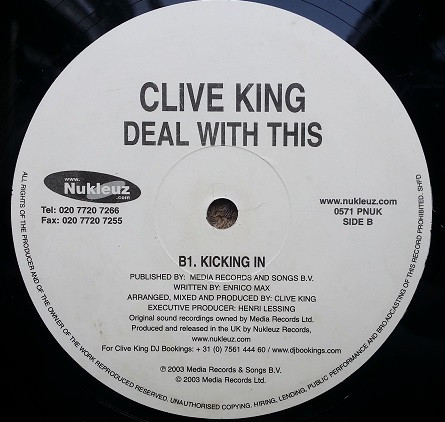 CLIVE KING
DEAL WITH THIS
www.
Nukleuz
.com
Tel: 020 7720 7266
Fax: 020 7720 7255
www.nukleuz.com
0571 PNUK
SIDE B
B1. KICKING IN
PUBLISHED BY: MEDIA RECORDS AND SONGS B.V.
WRITTEN BY: ENRICO MAX
ARRANGED, MIXED AND PRODUCED BY: CLIVE KING
EXECUTIVE PRODUCER: HENRI LESSING
Original sound recordings owned by Media Records Ltd.
Produced and released in the UK by Nukleuz Records,
www.nukleuz.com
For Clive King DJ Bookings: + 31 (0) 7561 444 60 / www.djbookings.com
℗ 2003 Media Records & Songs B.V.
© 2003 Media Records Ltd.
ALL RIGHTS OF THE PRODUCER AND OF THE OWNER OF THE WORK REPRODUCED RESERVED. UNAUTHORISED COPYING, HIRING, LENDING, PUBLIC PERFORMANCE AND BROADCASTING OF THIS RECORD PROHIBITED.